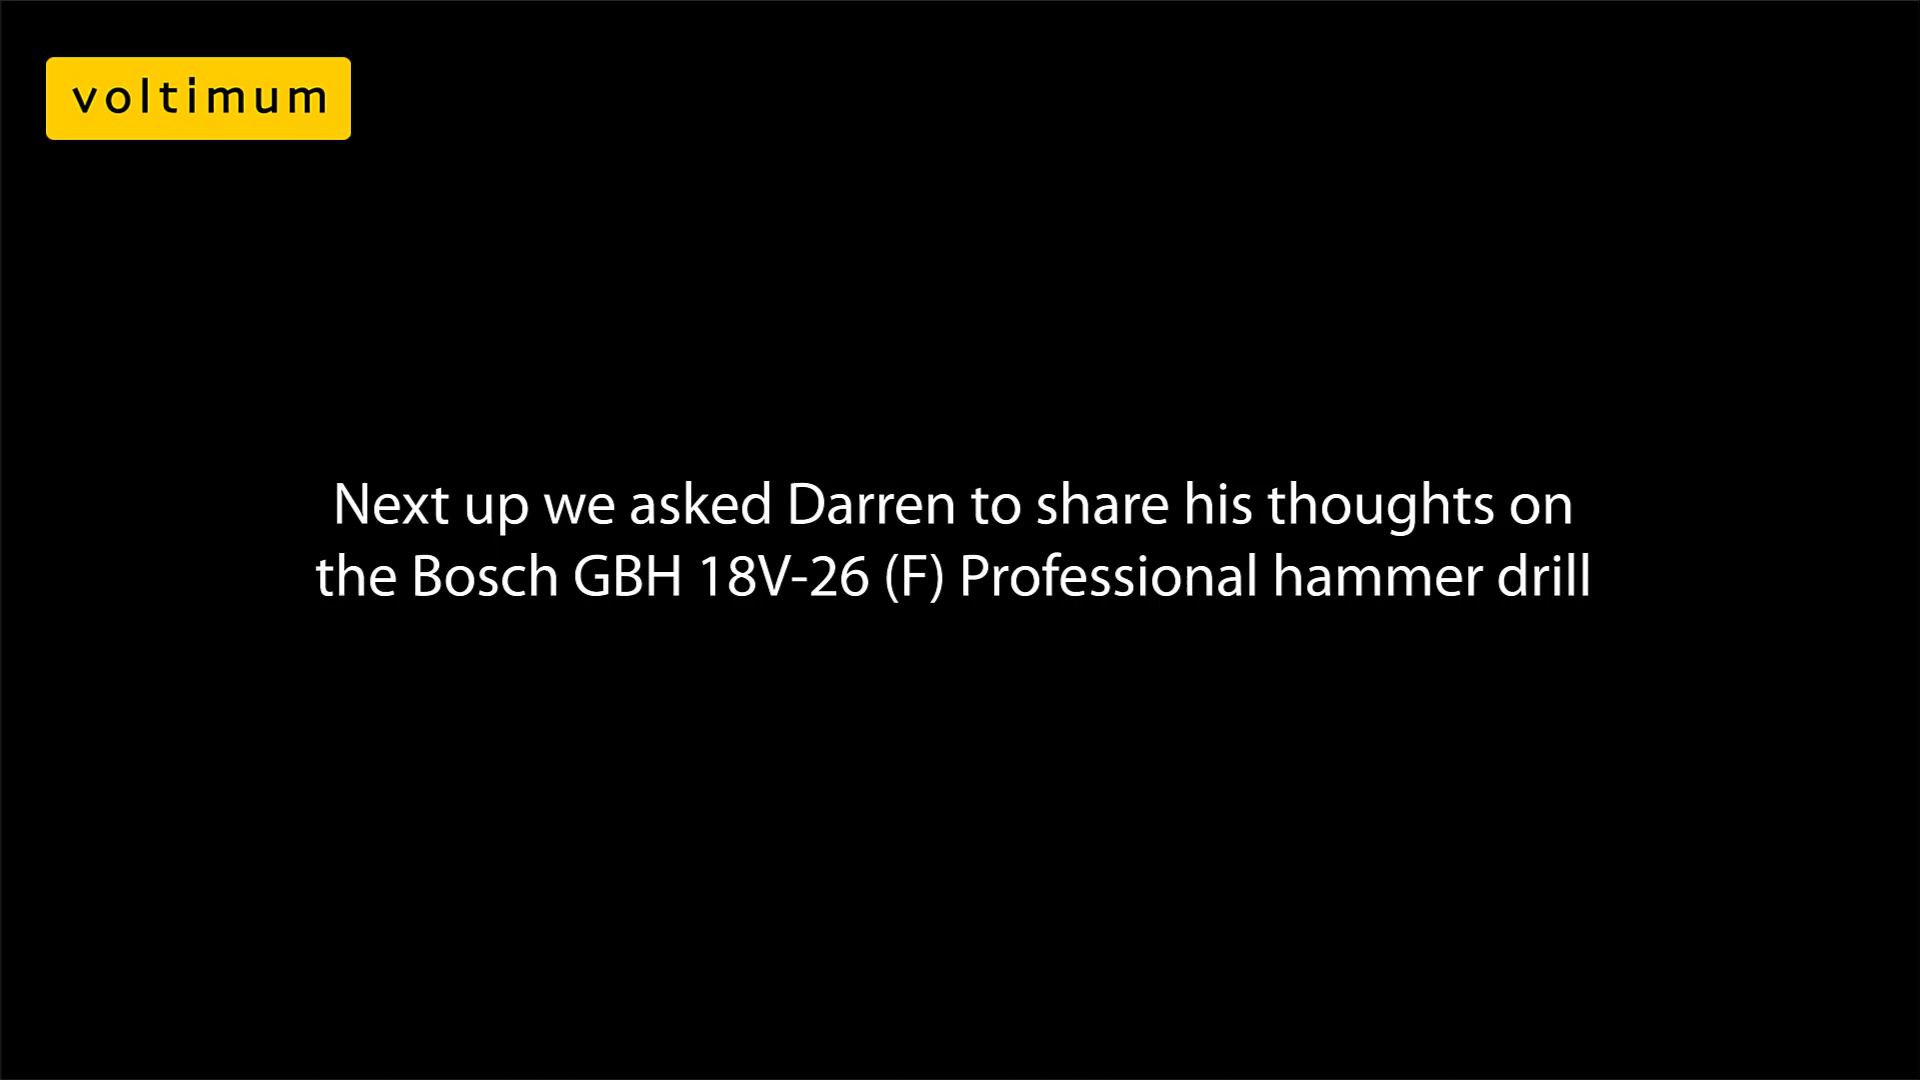 voltimum
Next up we asked Darren to share his thoughts on
the Bosch GBH 18V-26 (F) Professional hammer drill